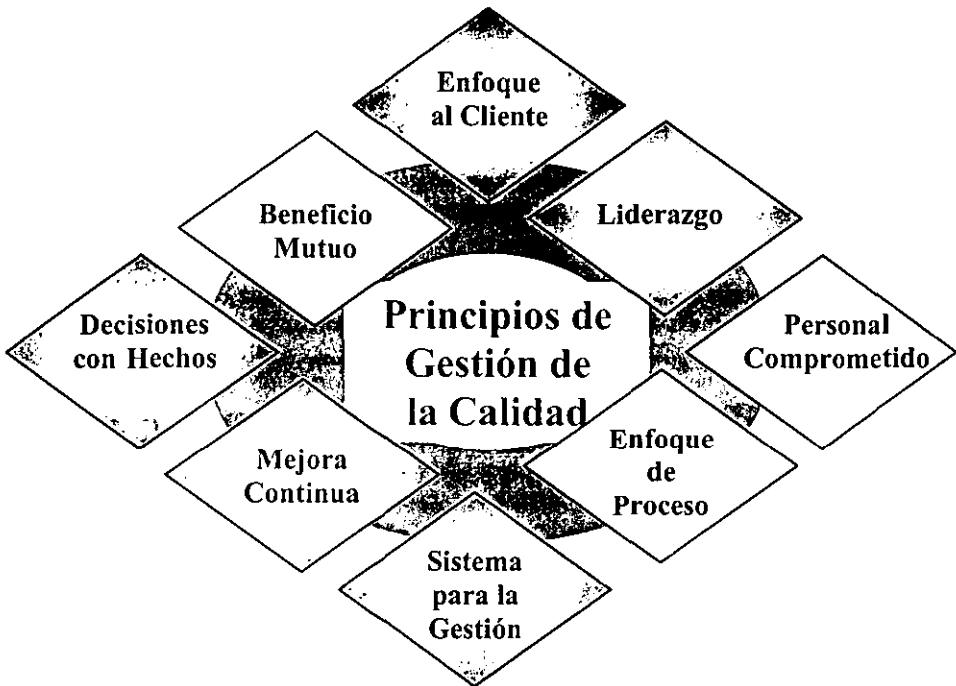 Enfoque
al Cliente
Beneficio
Mutuo
Liderazgo
Decisiones
con Hechos
Principios de
Gestión de
la Calidad
Personal
Comprometido
Mejora
Continua
Enfoque
de
Proceso
Sistema
para la
Gestión